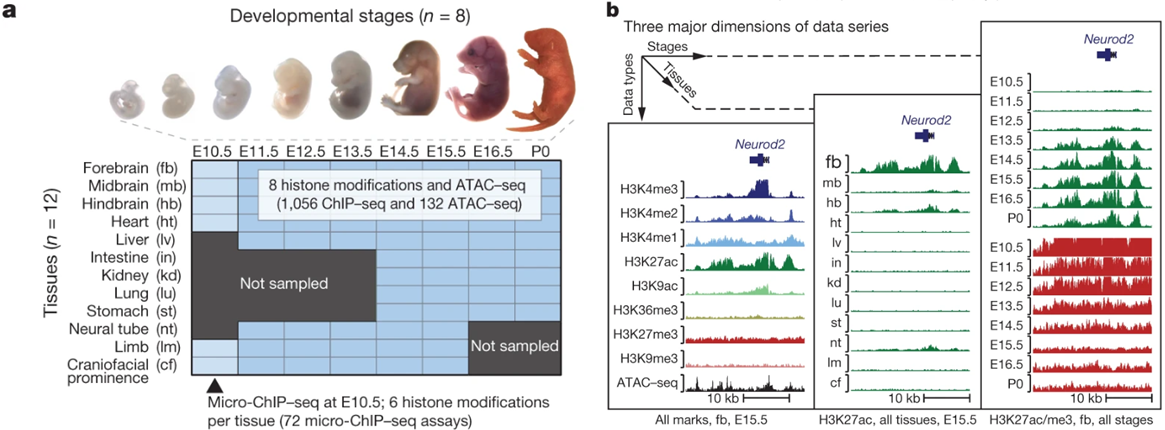 a
Developmental stages (n = 8)
E10.5 E11.5 E12.5 E13.5 E14.5 E15.5 E16.5 P0
Tissues (n = 12)
Forebrain (fb)
Midbrain (mb)
Hindbrain (hb)
Heart (ht)
Liver (lv)
Intestine (in)
Kidney (kd)
Lung (lu)
Stomach (st)
Neural tube (nt)
Limb (lm)
Craniofacial (cf)
prominence
8 histone modifications and ATAC–seq
(1,056 ChIP–seq and 132 ATAC–seq)
Not sampled
Not sampled
Micro-ChIP–seq at E10.5; 6 histone modifications
per tissue (72 micro-ChIP–seq assays)
b
Three major dimensions of data series
Stages
Tissues
Data types
Neurod2
H3K4me3
H3K4me2
H3K4me1
H3K27ac
H3K9ac
H3K36me3
H3K27me3
H3K9me3
ATAC–seq
10 kb
All marks, fb, E15.5
Neurod2
fb
mb
hb
ht
lv
in
kd
lu
st
nt
lm
cf
10 kb
H3K27ac, all tissues, E15.5
Neurod2
E10.5
E11.5
E12.5
E13.5
E14.5
E15.5
E16.5
P0
E10.5
E11.5
E12.5
E13.5
E14.5
E15.5
E16.5
P0
10 kb
H3K27ac/me3, fb, all stages